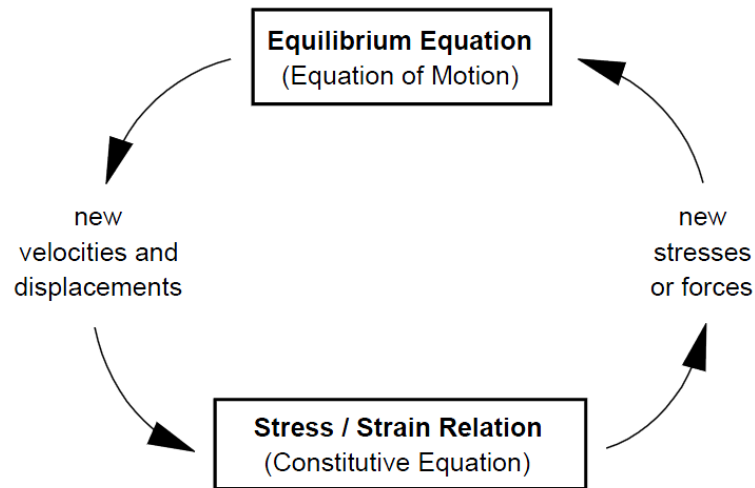 Equilibrium Equation
(Equation of Motion)
new
velocities and
displacements
new
stresses
or forces
Stress / Strain Relation
(Constitutive Equation)